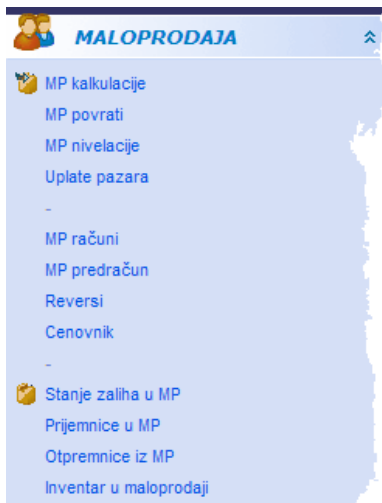 MALOPRODAJA
MP kalkulacije
MP povrati
MP nivelacije
Uplate pazara
-
MP računi
MP predračun
Reversi
Cenovnik
-
Stanje zaliha u MP
Prijemnice u MP
Otpremnice iz MP
Inventar u maloprodaji